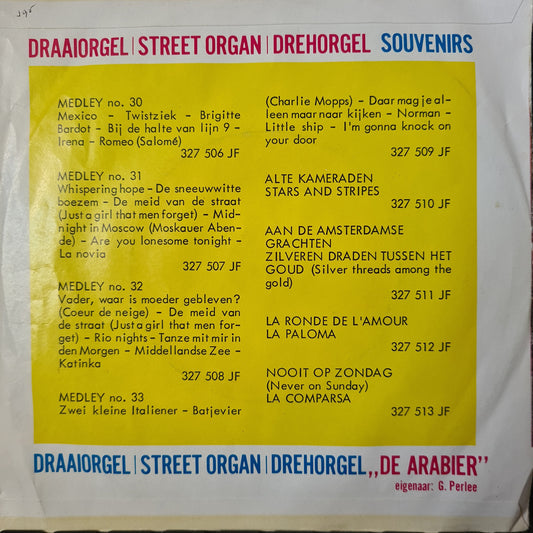 395
DRAAIORGEL | STREET ORGAN | DREHORGEL SOUVENIRS
MEDLEY no. 30
Mexico – Twistziek – Brigitte
Bardot – Bij de halte van lijn 9 –
Irena – Romeo (Salomé)
327 506 JF
MEDLEY no. 31
Whispering hope – De sneeuwwitte
boezem – De meid van de straat
(Just a girl that men forget) – Mid-
night in Moscow (Moskauer Aben-
de) – Are you lonesome tonight –
La novia
327 507 JF
MEDLEY no. 32
Vader, waar is moeder gebleven?
(Coeur de neige) – De meid van
de straat (Just a girl that men for-
get) – Rio nights – Tanze mit mir in
den Morgen – Middellandse Zee –
Katinka
327 508 JF
MEDLEY no. 33
Zwei kleine Italiener – Batjevier
(Charlie Mopps) – Daar mag je al-
leen maar naar kijken – Norman –
Little ship – I'm gonna knock on
your door
327 509 JF
ALTE KAMERADEN
STARS AND STRIPES
327 510 JF
AAN DE AMSTERDAMSE
GRACHTEN
ZILVEREN DRADEN TUSSEN HET
GOUD (Silver threads among the
gold)
327 511 JF
LA RONDE DE L'AMOUR
LA PALOMA
327 512 JF
NOOIT OP ZONDAG
(Never on Sunday)
LA COMPARSA
327 513 JF
DRAAIORGEL | STREET ORGAN | DREHORGEL „DE ARABIER"
eigenaar: G. Perlee